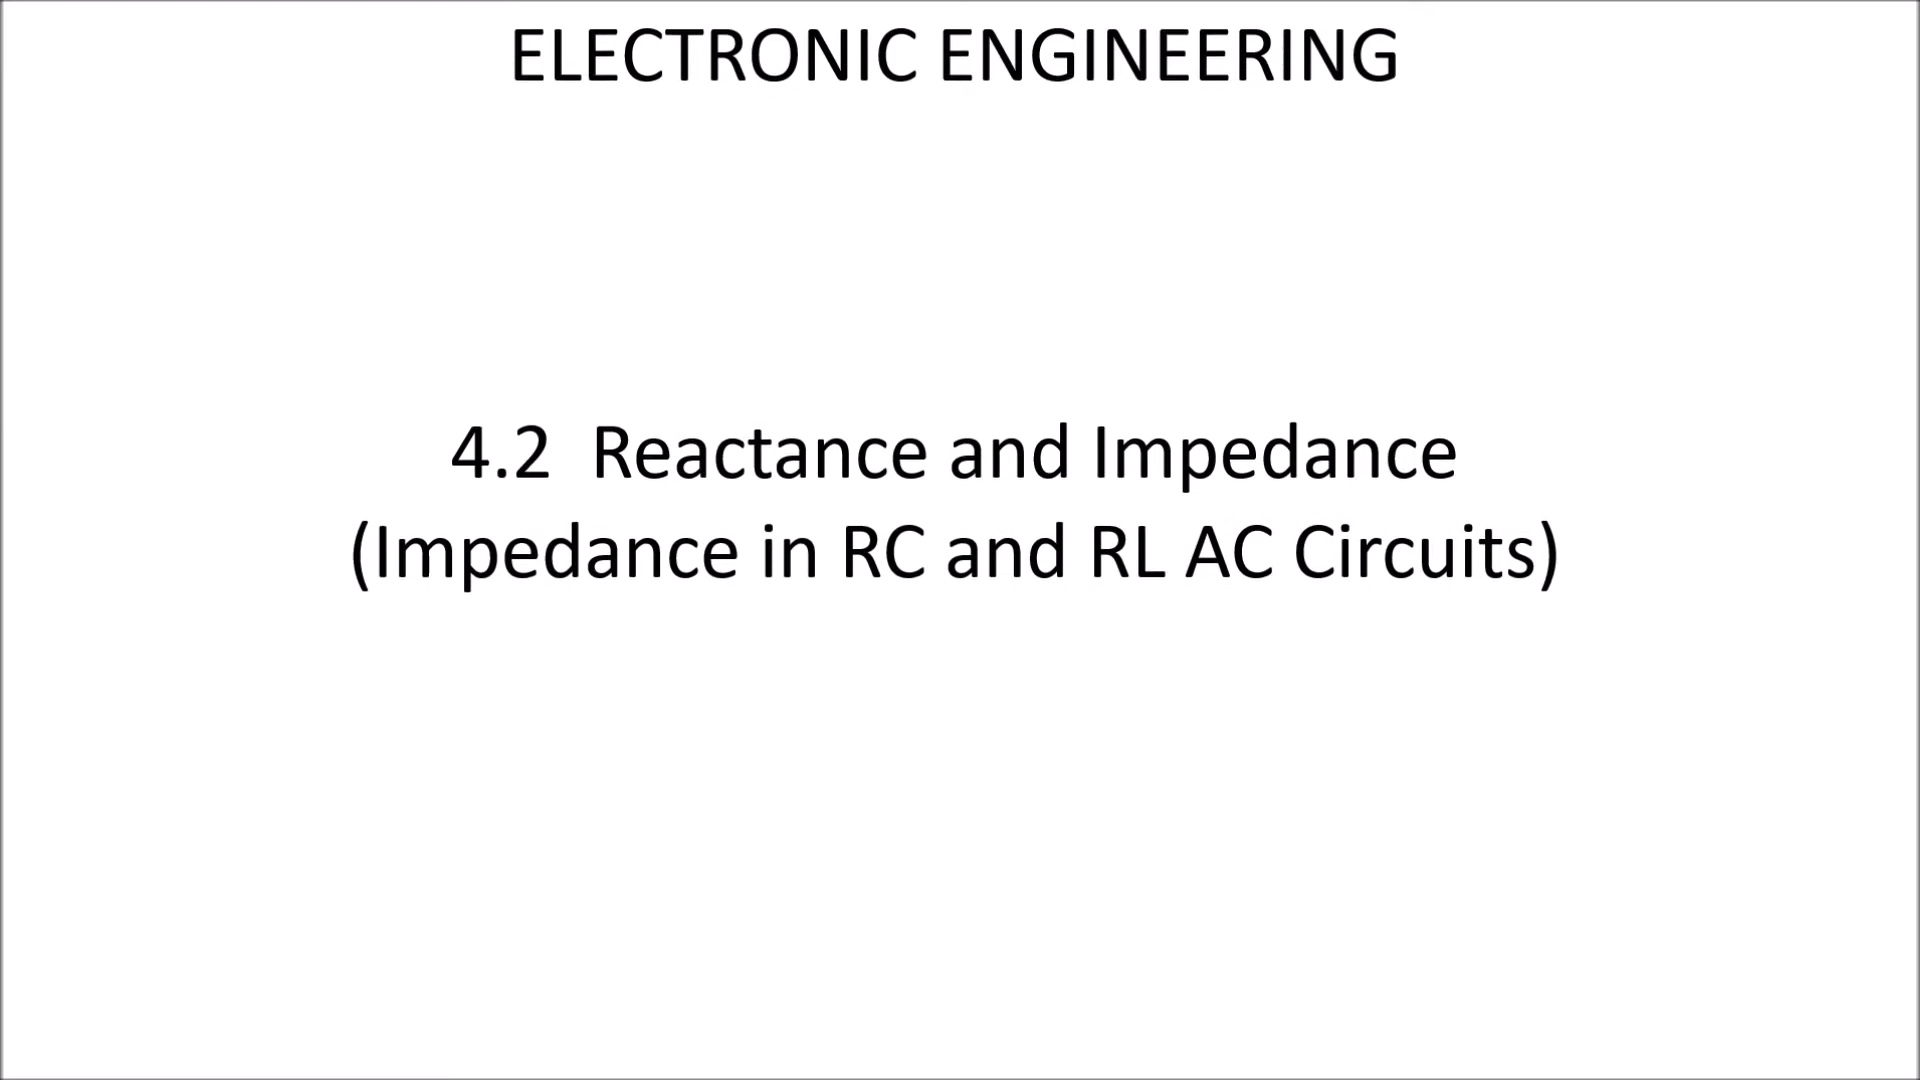 ELECTRONIC ENGINEERING
4.2  Reactance and Impedance
(Impedance in RC and RL AC Circuits)